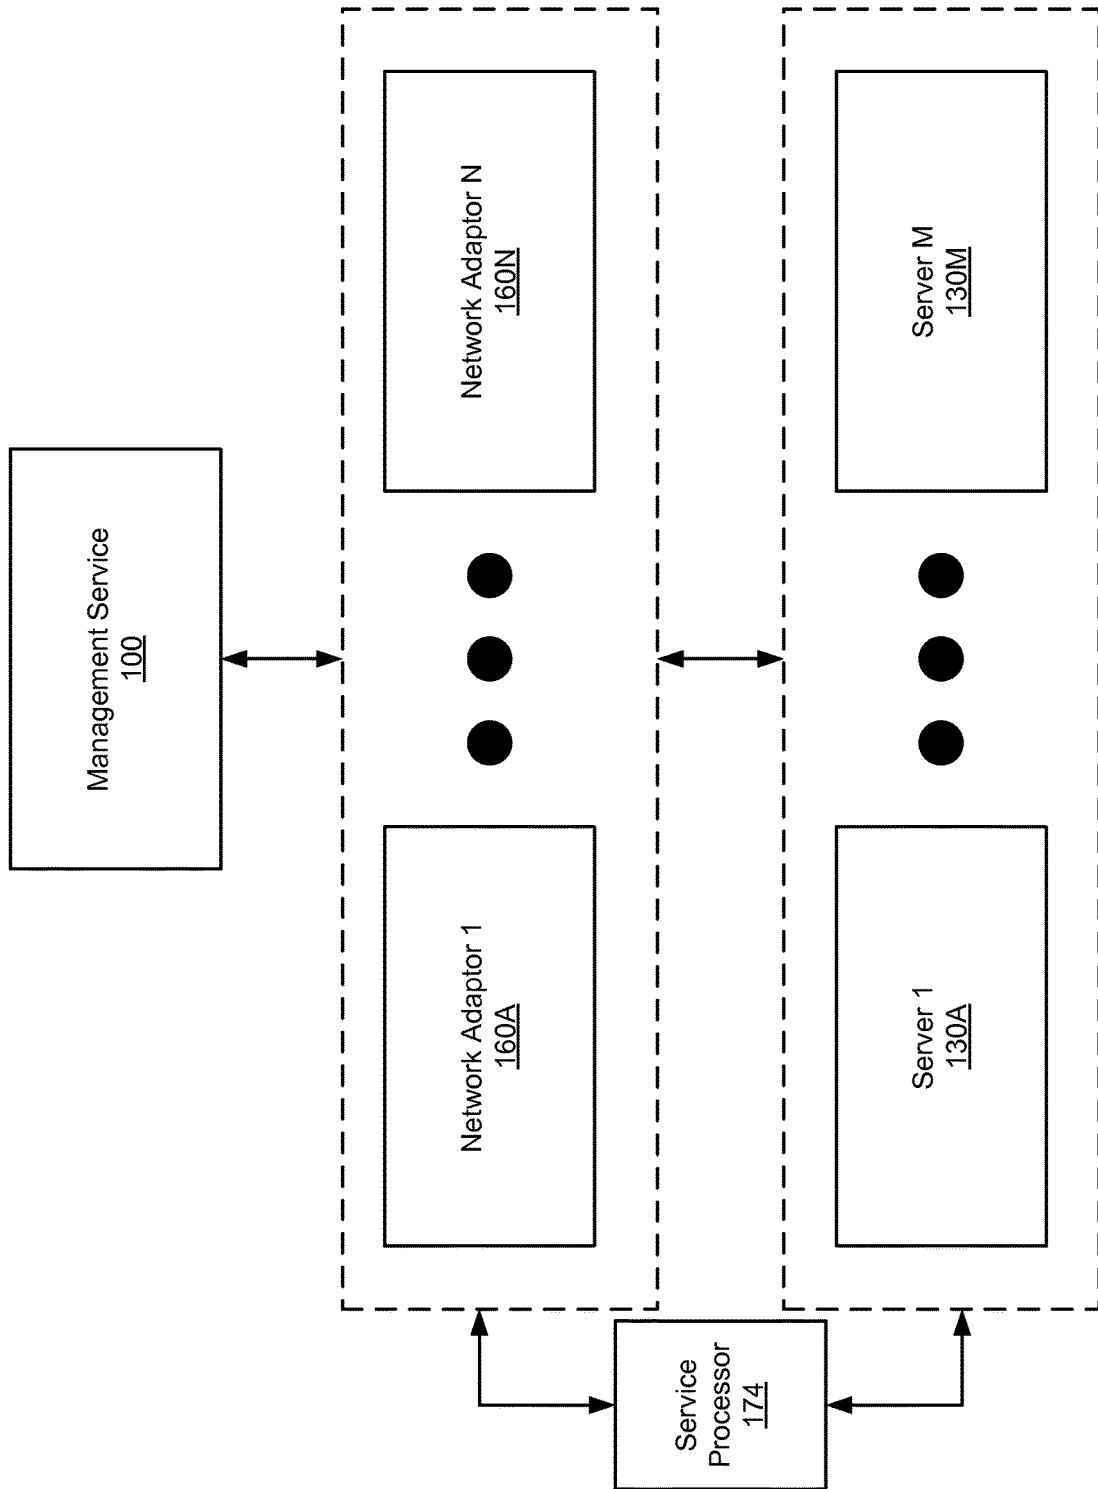 Management Service
100
Network Adaptor 1
160A
Network Adaptor N
160N
Service
Processor
174
Server 1
130A
Server M
130M